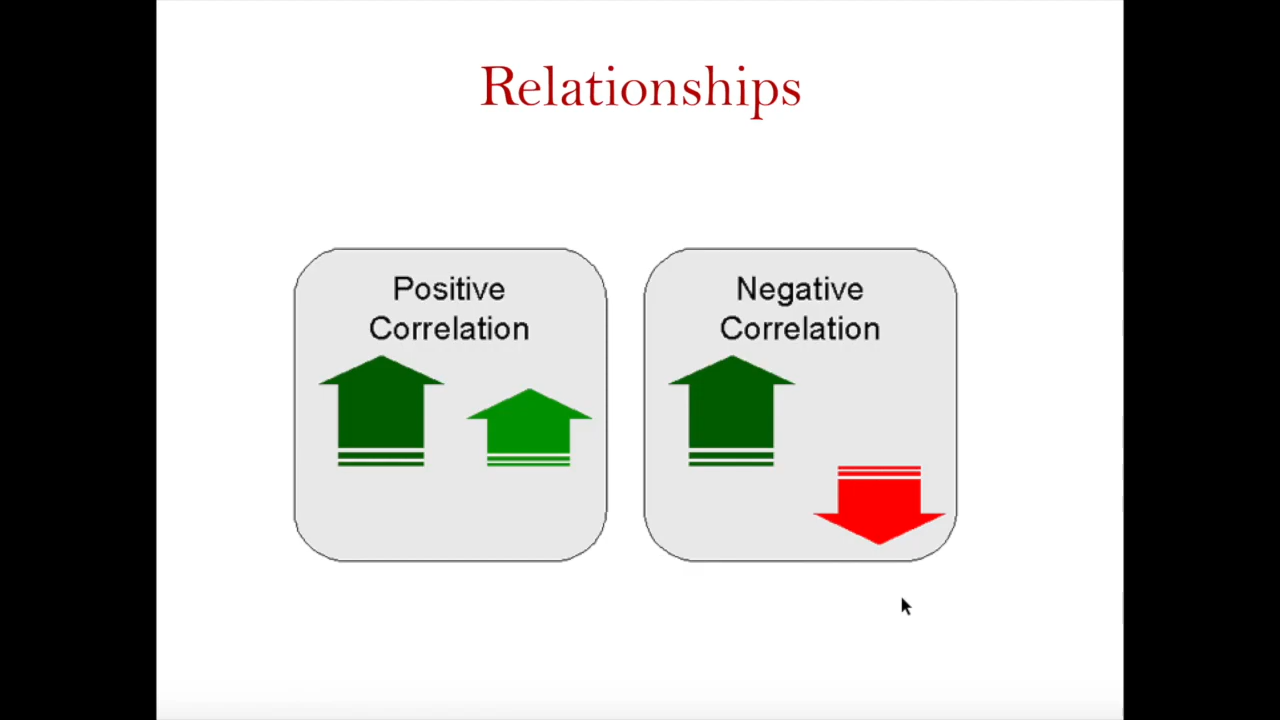 Relationships
Positive
Correlation
Negative
Correlation